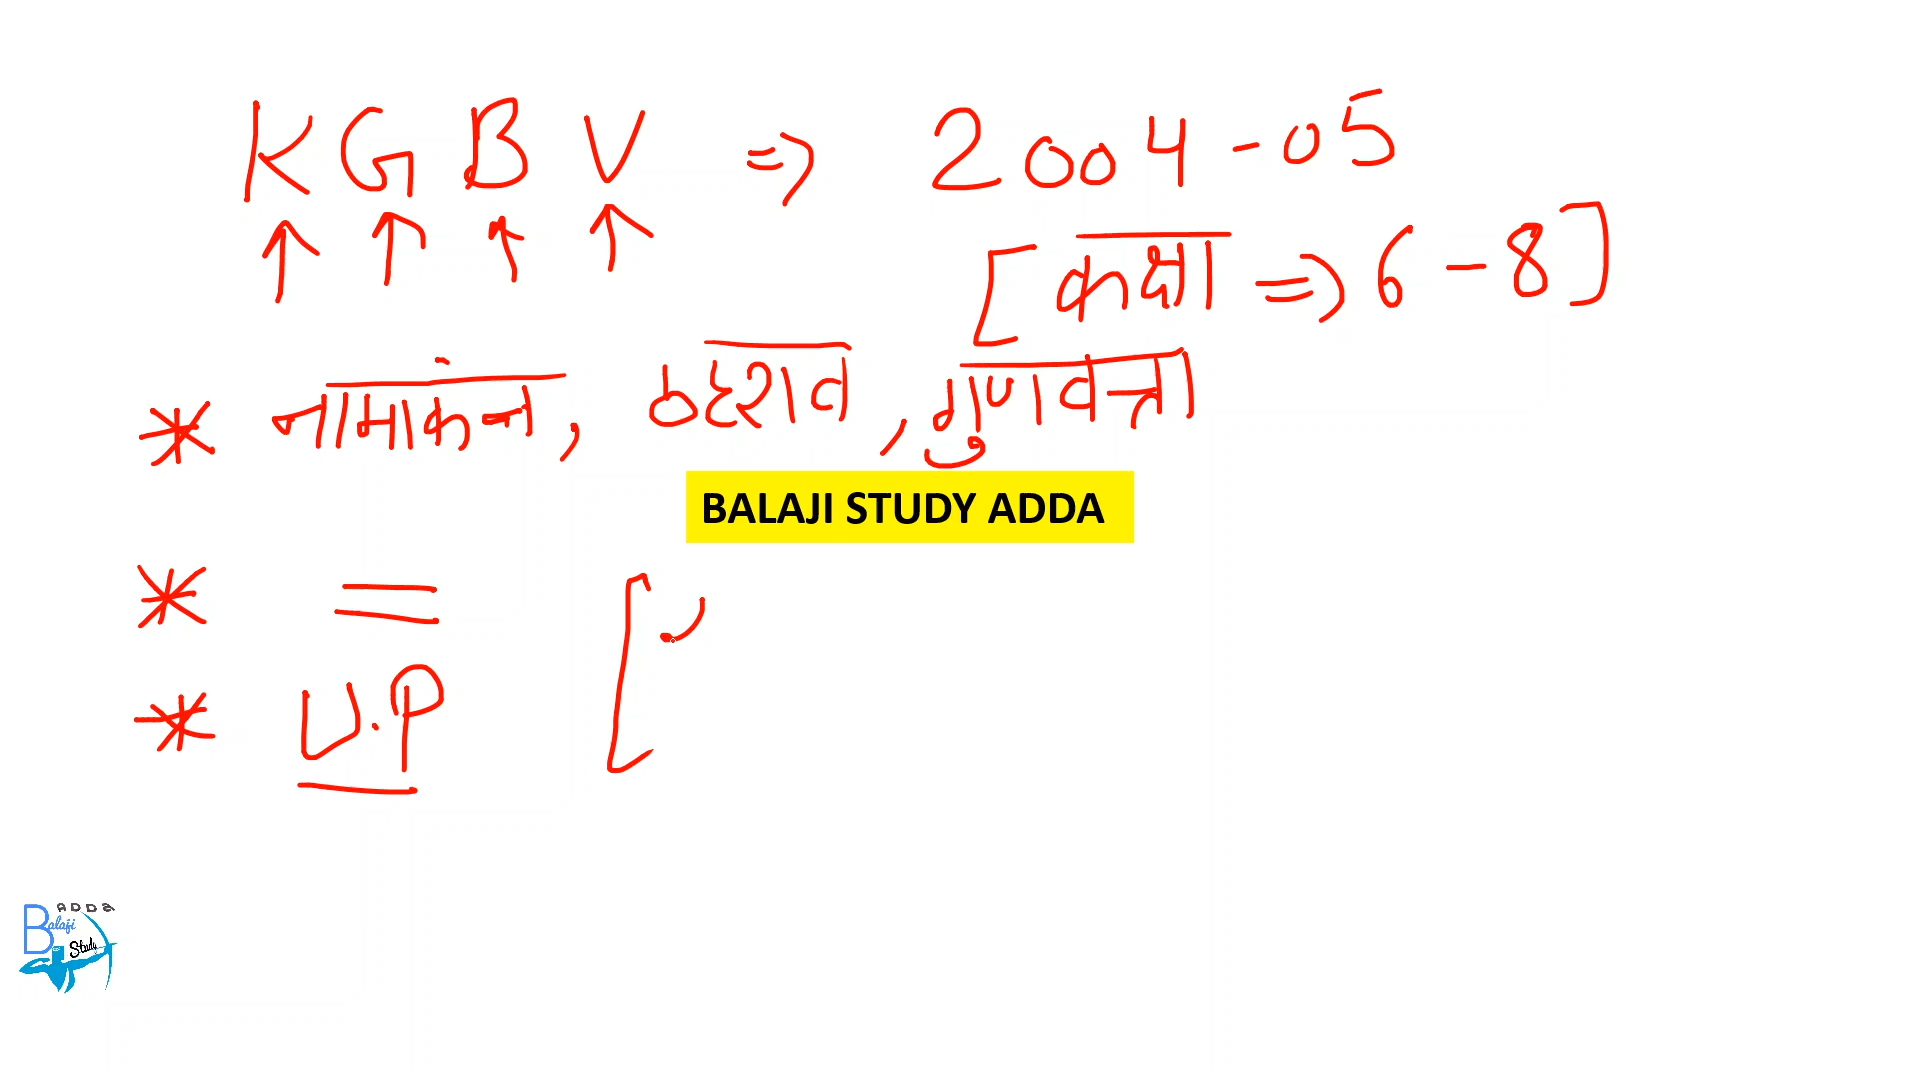 K G B V ⇒ 2004-05
[कक्षा ⇒ 6-8]
* नामांकन, ठहराव, गुणवत्ता
BALAJI STUDY ADDA
* =
* U.P
ADDA
Balaji
Study